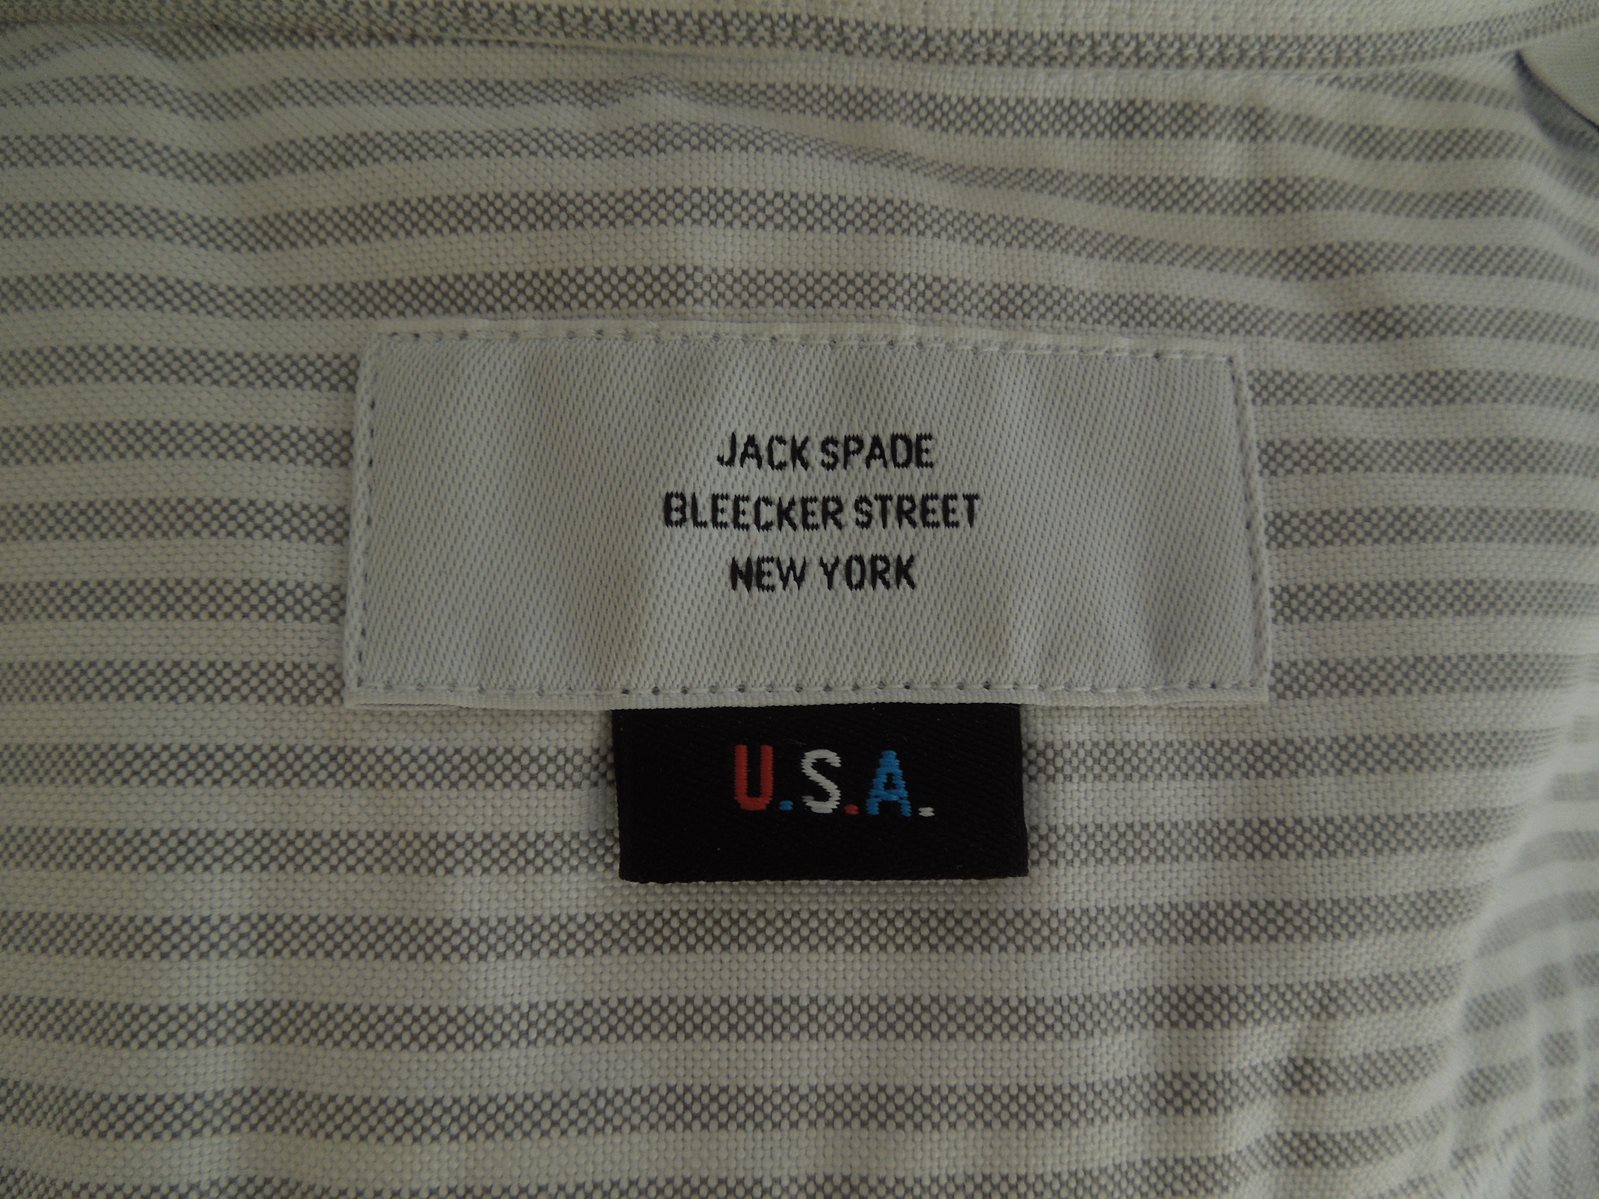 JACK SPADE
BLEECKER STREET
NEW YORK
U.S.A.